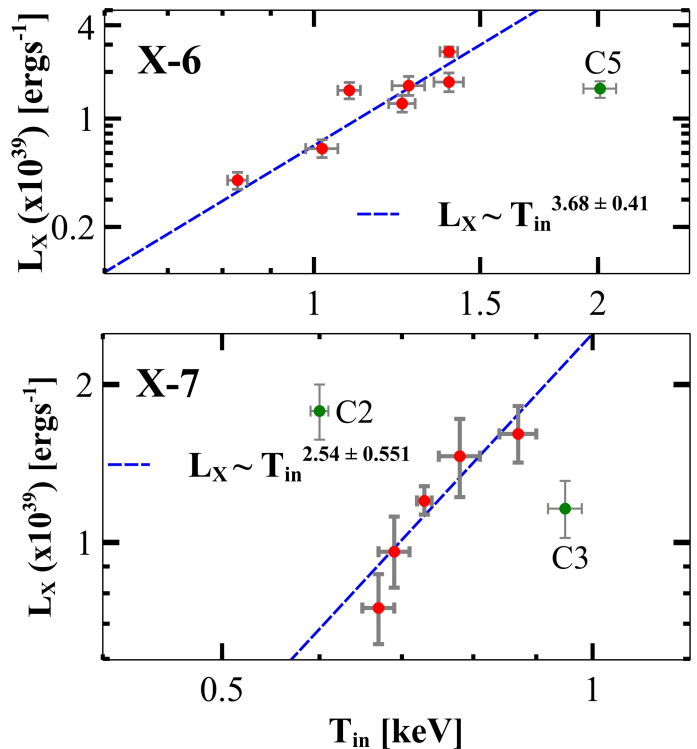 X-6
C5
L_X ~ T_in^3.68 ± 0.41
L_X (x10^39) [ergs^-1]
4
1
0.2
1
1.5
2
X-7
C2
L_X ~ T_in^2.54 ± 0.551
C3
L_X (x10^39) [ergs^-1]
2
1
0.5
1
T_in [keV]